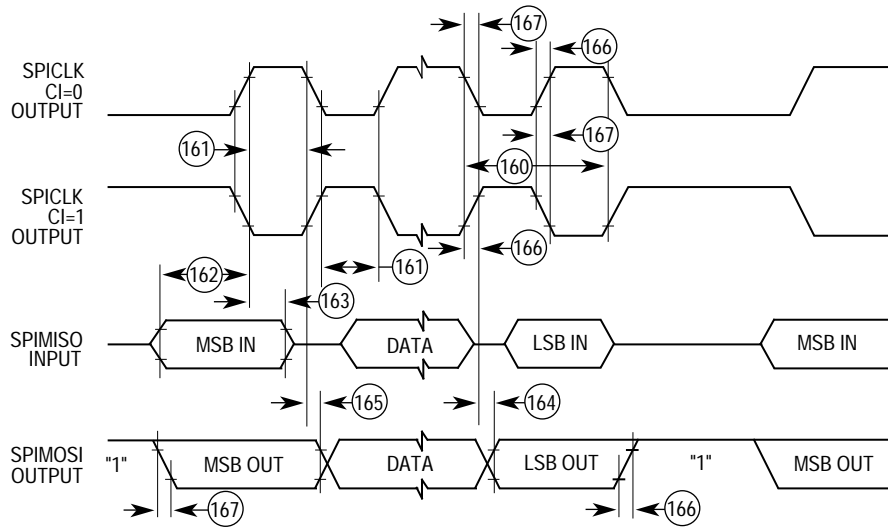 167
166
SPICLK
CI=0
OUTPUT
161
167
160
SPICLK
CI=1
OUTPUT
166
161
162
163
SPIMISO
INPUT
MSB IN
DATA
LSB IN
MSB IN
165
164
SPIMOSI
OUTPUT
"1"
MSB OUT
DATA
LSB OUT
"1"
MSB OUT
167
166